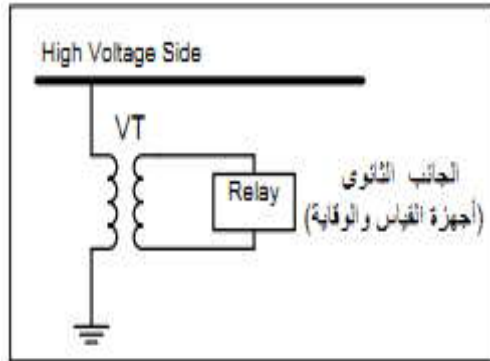 High Voltage Side
VT
Relay
الجانب الثانوى
(أجهزة القياس والوقاية)